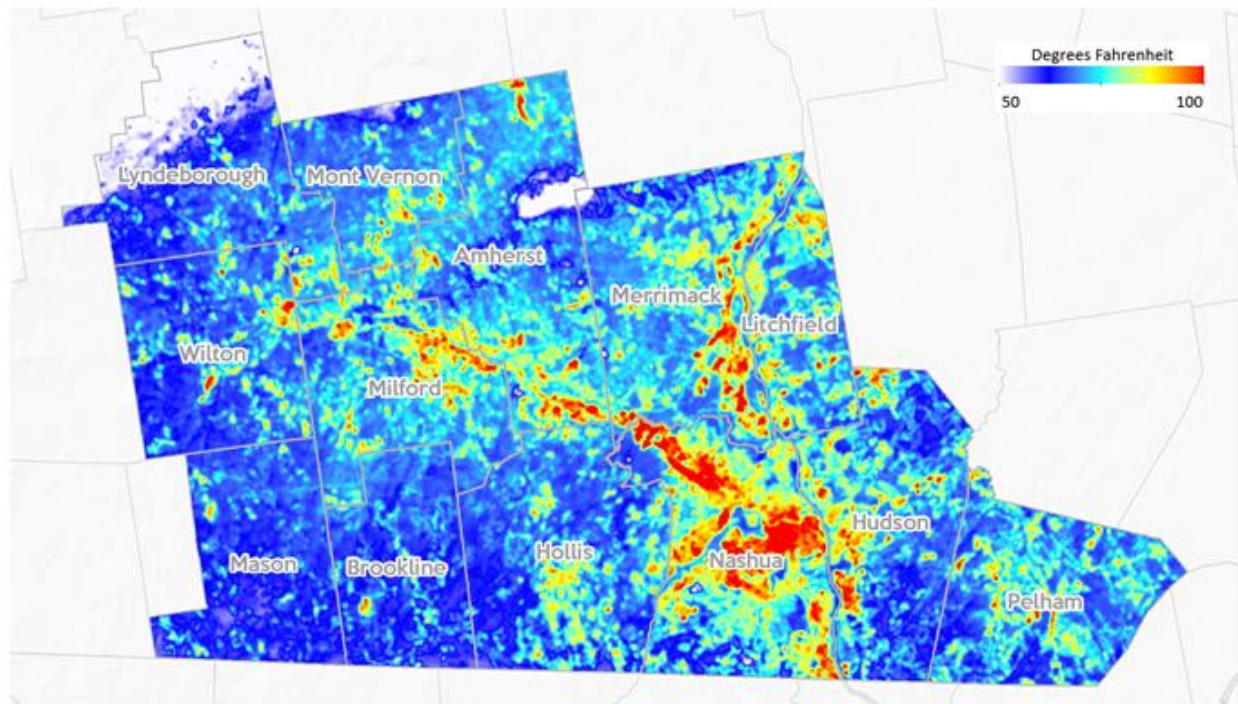 Degrees Fahrenheit
50 100
Lyndeborough
Mont Vernon
Amherst
Merrimack
Litchfield
Wilton
Milford
Hudson
Mason
Brookline
Hollis
Nashua
Pelham